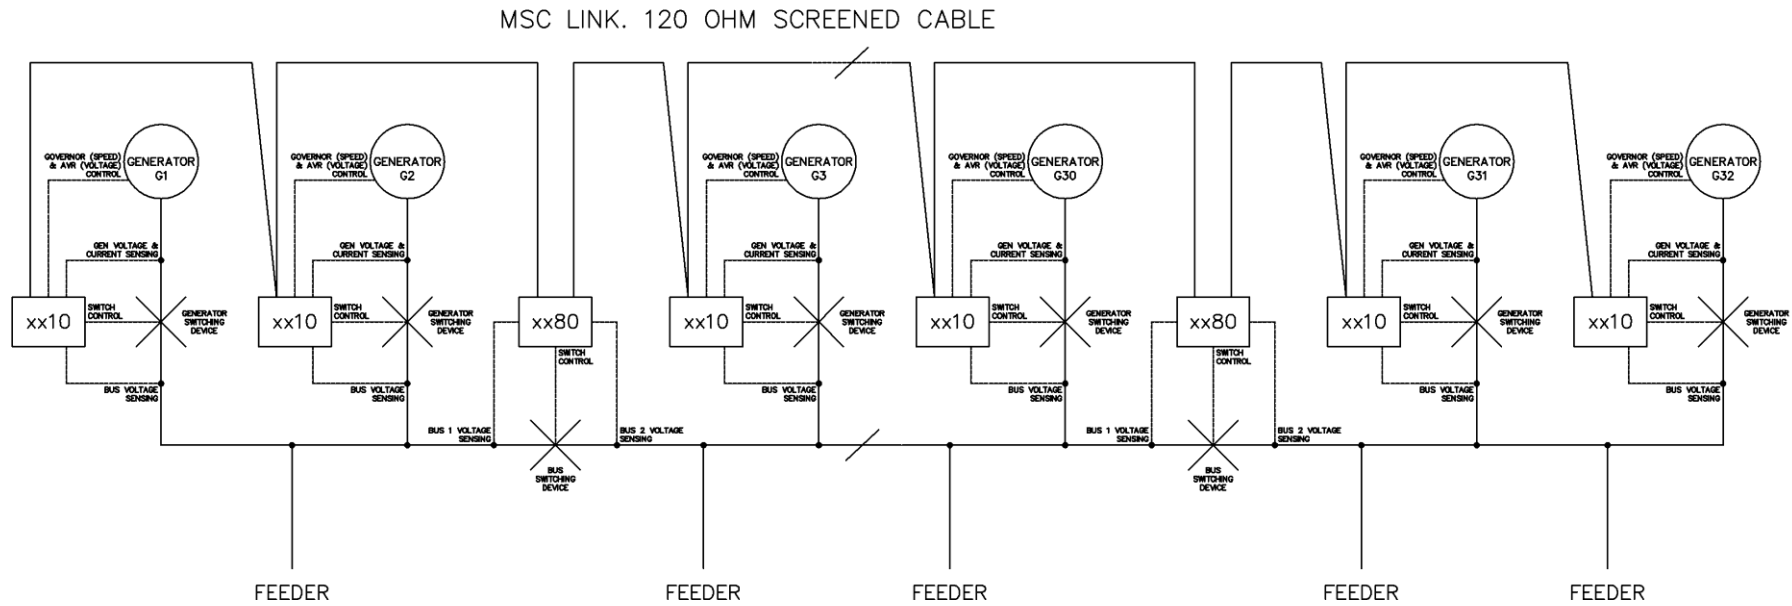 MSC LINK. 120 OHM SCREENED CABLE
GENERATOR
G1
GOVERNOR (SPEED)
& AVR (VOLTAGE)
CONTROL
GEN VOLTAGE &
CURRENT SENSING
xx10
SWITCH
CONTROL
GENERATOR
SWITCHING
DEVICE
BUS VOLTAGE
SENSING
GENERATOR
G2
GOVERNOR (SPEED)
& AVR (VOLTAGE)
CONTROL
GEN VOLTAGE &
CURRENT SENSING
xx10
SWITCH
CONTROL
GENERATOR
SWITCHING
DEVICE
BUS VOLTAGE
SENSING
xx80
SWITCH
CONTROL
BUS 1 VOLTAGE
SENSING
BUS 2 VOLTAGE
SENSING
BUS
SWITCHING
DEVICE
GENERATOR
G3
GOVERNOR (SPEED)
& AVR (VOLTAGE)
CONTROL
GEN VOLTAGE &
CURRENT SENSING
xx10
SWITCH
CONTROL
GENERATOR
SWITCHING
DEVICE
BUS VOLTAGE
SENSING
GENERATOR
G30
GOVERNOR (SPEED)
& AVR (VOLTAGE)
CONTROL
GEN VOLTAGE &
CURRENT SENSING
xx10
SWITCH
CONTROL
GENERATOR
SWITCHING
DEVICE
BUS VOLTAGE
SENSING
xx80
SWITCH
CONTROL
BUS 1 VOLTAGE
SENSING
BUS 2 VOLTAGE
SENSING
BUS
SWITCHING
DEVICE
GENERATOR
G31
GOVERNOR (SPEED)
& AVR (VOLTAGE)
CONTROL
GEN VOLTAGE &
CURRENT SENSING
xx10
SWITCH
CONTROL
GENERATOR
SWITCHING
DEVICE
BUS VOLTAGE
SENSING
GENERATOR
G32
GOVERNOR (SPEED)
& AVR (VOLTAGE)
CONTROL
GEN VOLTAGE &
CURRENT SENSING
xx10
SWITCH
CONTROL
GENERATOR
SWITCHING
DEVICE
BUS VOLTAGE
SENSING
FEEDER
FEEDER
FEEDER
FEEDER
FEEDER